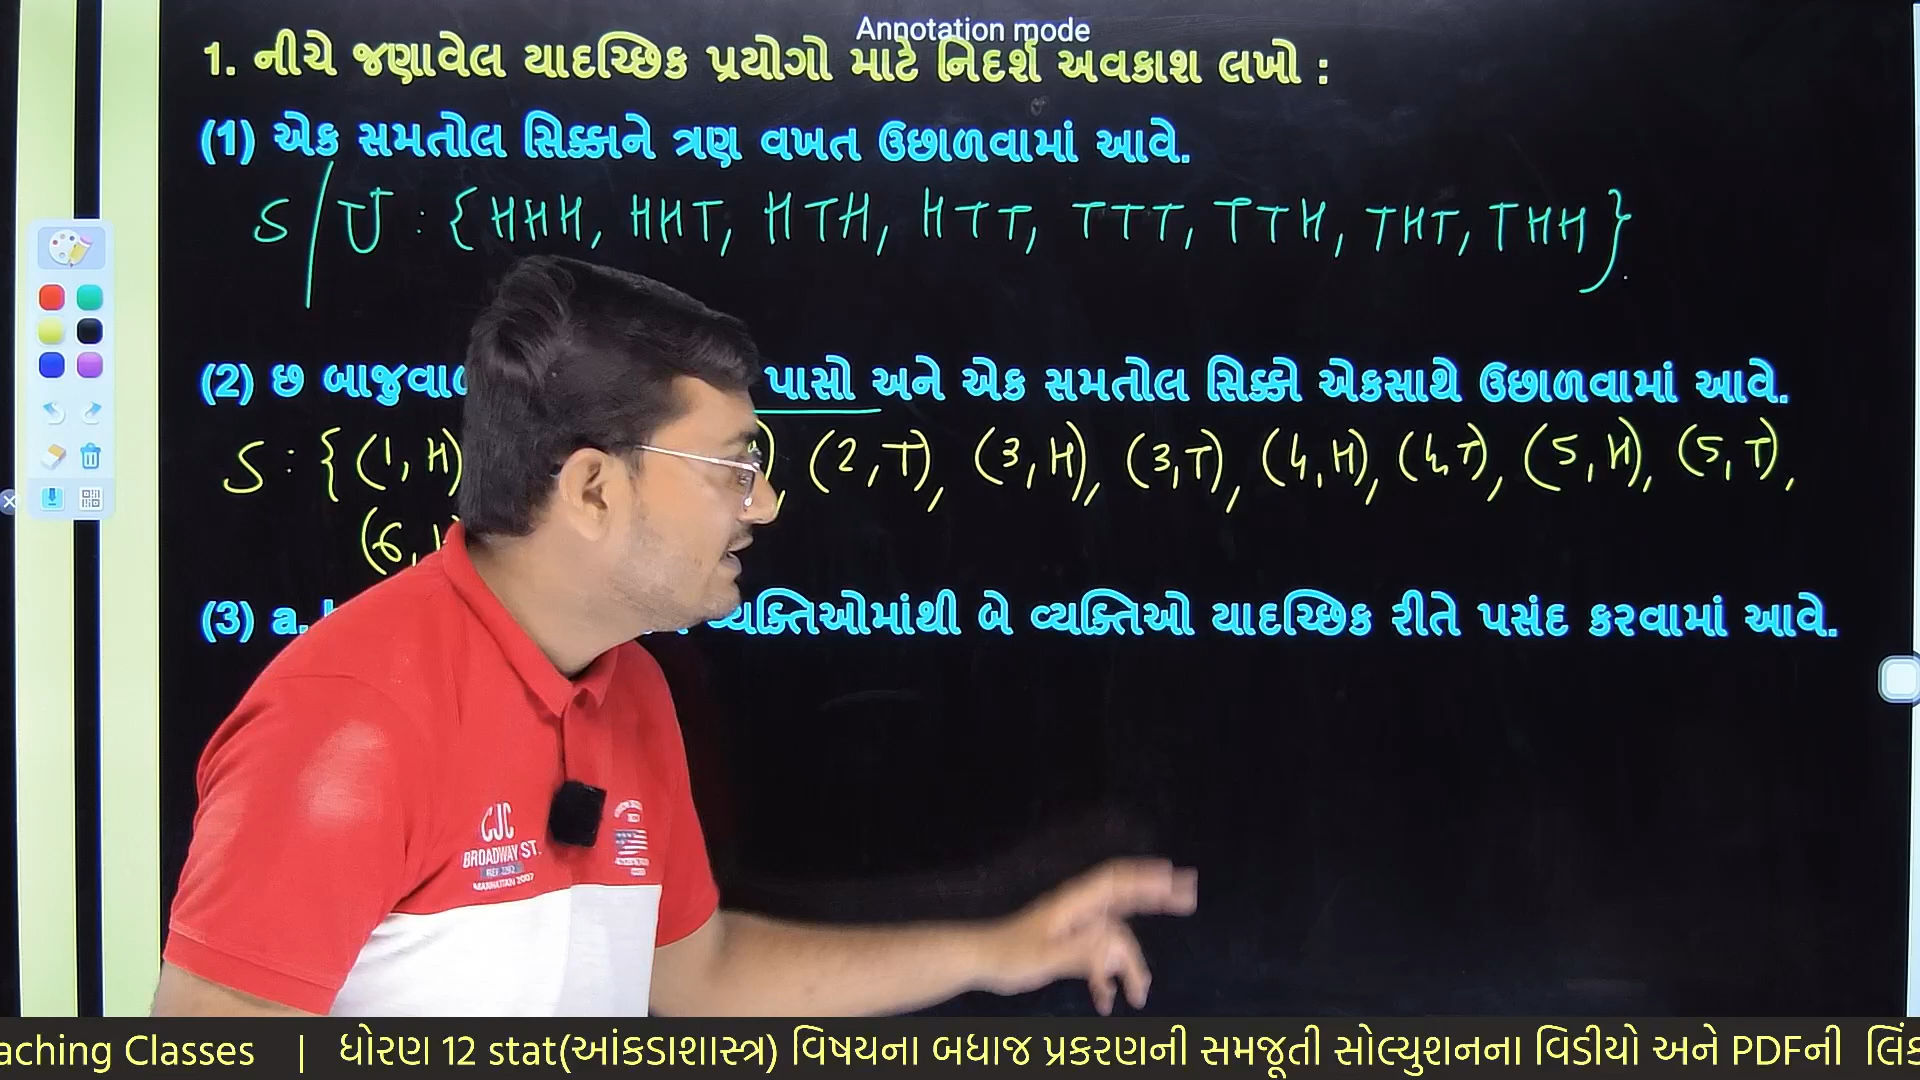 Annotation mode
1. નીચે જણાવેલ યાદચ્છિક પ્રયોગો માટે નિદર્શ અવકાશ લખો :
(1) એક સમતોલ સિક્કાને ત્રણ વખત ઉછાળવામાં આવે.
S / U : {HHH, HHT, HTH, HTT, TTT, TTH, THT, THH}.
(2) છ બાજુવાળ પાસો અને એક સમતોલ સિક્કો એકસાથે ઉછાળવામાં આવે.
S : {(1, H) , (2, T), (3, H), (3, T), (4, H), (4, T), (5, H), (5, T),
(6,
(3) a. વ્યક્તિઓમાંથી બે વ્યક્તિઓ યાદચ્છિક રીતે પસંદ કરવામાં આવે.
CJC
BROADWAY ST.
MANHATTAN 2007
aching Classes | ધોરણ 12 stat(આંકડાશાસ્ત્ર) વિષયના બધાજ પ્રકરણની સમજૂતી સોલ્યુશનના વિડીયો અને PDFની લિંક